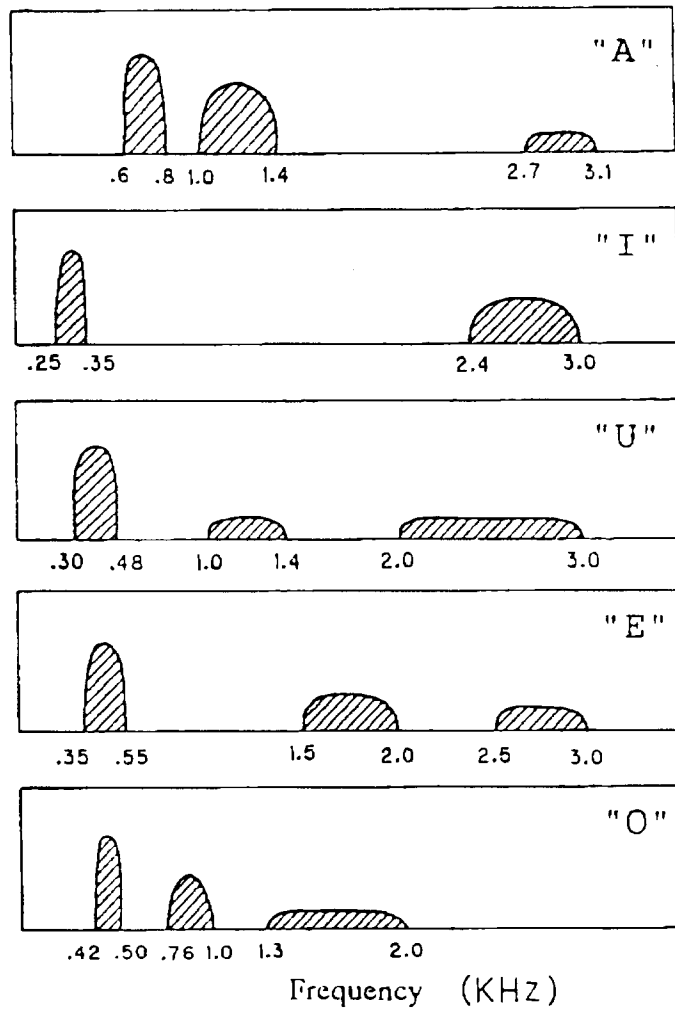 "A"
.6 .8 1.0 1.4 2.7 3.1
"I"
.25 .35 2.4 3.0
"U"
.30 .48 1.0 1.4 2.0 3.0
"E"
.35 .55 1.5 2.0 2.5 3.0
"O"
.42 .50 .76 1.0 1.3 2.0
Frequency (KHz)